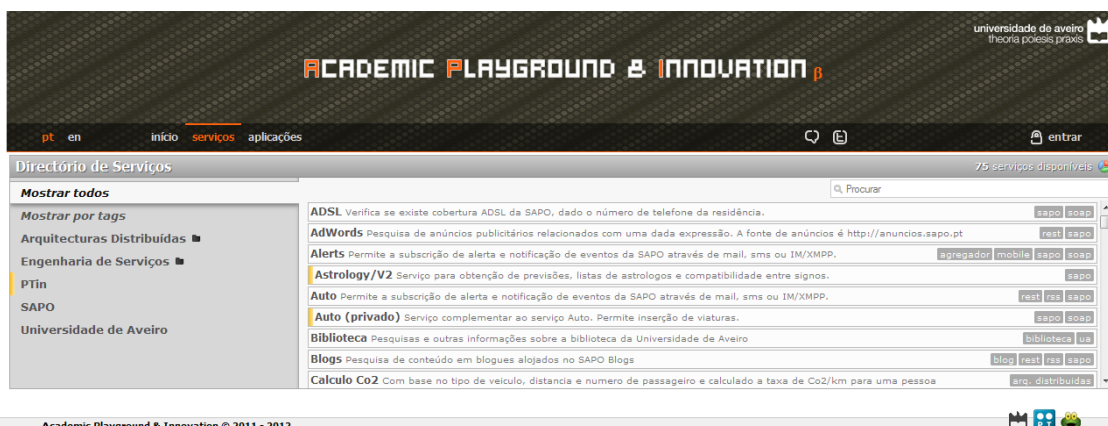 universidade de aveiro
theoria poiesis praxis
ACADEMIC PLAYGROUND & INNOVATION β
pt en início serviços aplicações entrar
Directório de Serviços 75 serviços disponíveis
Mostrar todos
Procurar
Mostrar por tags
Arquitecturas Distribuídas
Engenharia de Serviços
PTin
SAPO
Universidade de Aveiro
ADSL Verifica se existe cobertura ADSL da SAPO, dado o número de telefone da residência. sapo soap
AdWords Pesquisa de anúncios publicitários relacionados com uma dada expressão. A fonte de anúncios é http://anuncios.sapo.pt rest sapo
Alerts Permite a subscrição de alerta e notificação de eventos da SAPO através de mail, sms ou IM/XMPP. agregador mobile sapo soap
Astrology/V2 Serviço para obtenção de previsões, listas de astrologos e compatibilidade entre signos. sapo
Auto Permite a subscrição de alerta e notificação de eventos da SAPO através de mail, sms ou IM/XMPP. rest rss sapo
Auto (privado) Serviço complementar ao serviço Auto. Permite inserção de viaturas. sapo soap
Biblioteca Pesquisas e outras informações sobre a biblioteca da Universidade de Aveiro biblioteca ua
Blogs Pesquisa de conteúdo em blogues alojados no SAPO Blogs blog rest rss sapo
Calculo Co2 Com base no tipo de veiculo, distancia e numero de passageiro e calculado a taxa de Co2/km para uma pessoa arq. distribuidas
Academic Playground & Innovation © 2011 - 2012